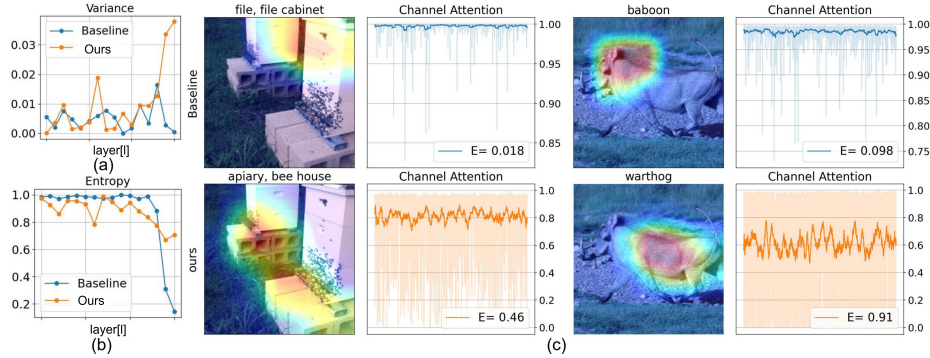 (a)
Variance
0.03
0.02
0.01
0.00
Baseline
Ours
layer[l]
(b)
Entropy
1.0
0.8
0.6
0.4
0.2
Baseline
Ours
layer[l]
Baseline
file, file cabinet
Channel Attention
1.00
0.95
0.90
0.85
E= 0.018
baboon
Channel Attention
1.00
0.95
0.90
0.85
0.80
0.75
E= 0.098
ours
apiary, bee house
Channel Attention
1.0
0.8
0.6
0.4
0.2
0.0
E= 0.46
warthog
Channel Attention
1.0
0.8
0.6
0.4
0.2
0.0
E= 0.91
(c)